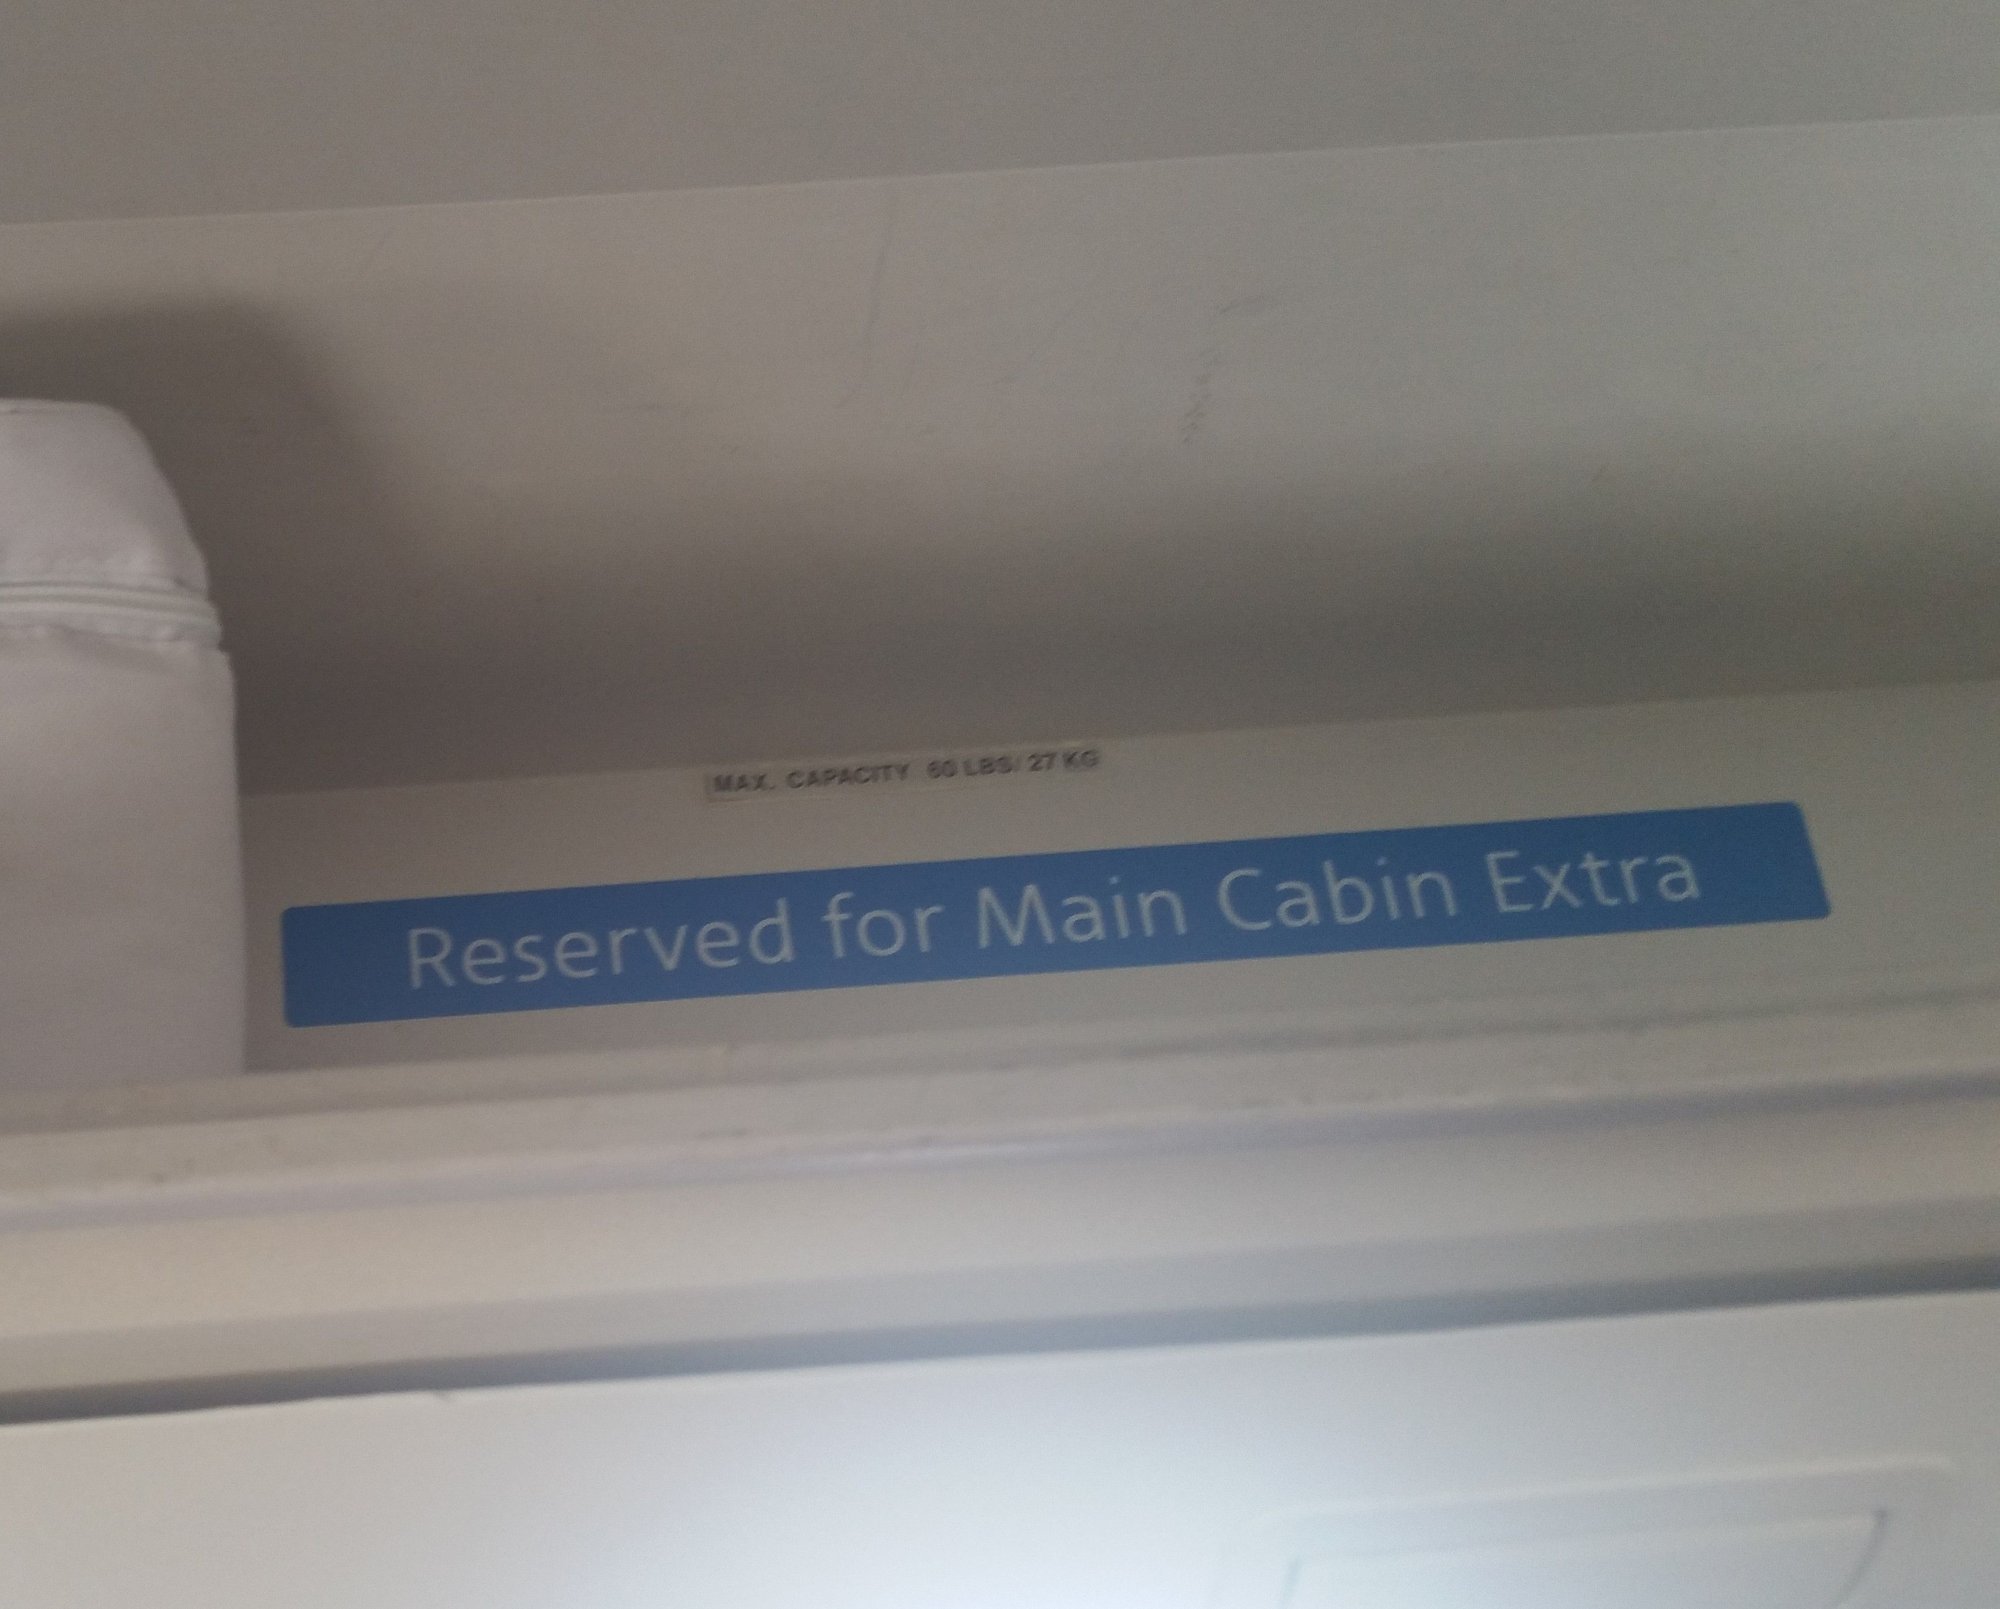 MAX. CAPACITY 60 LBS/ 27 KG
Reserved for Main Cabin Extra